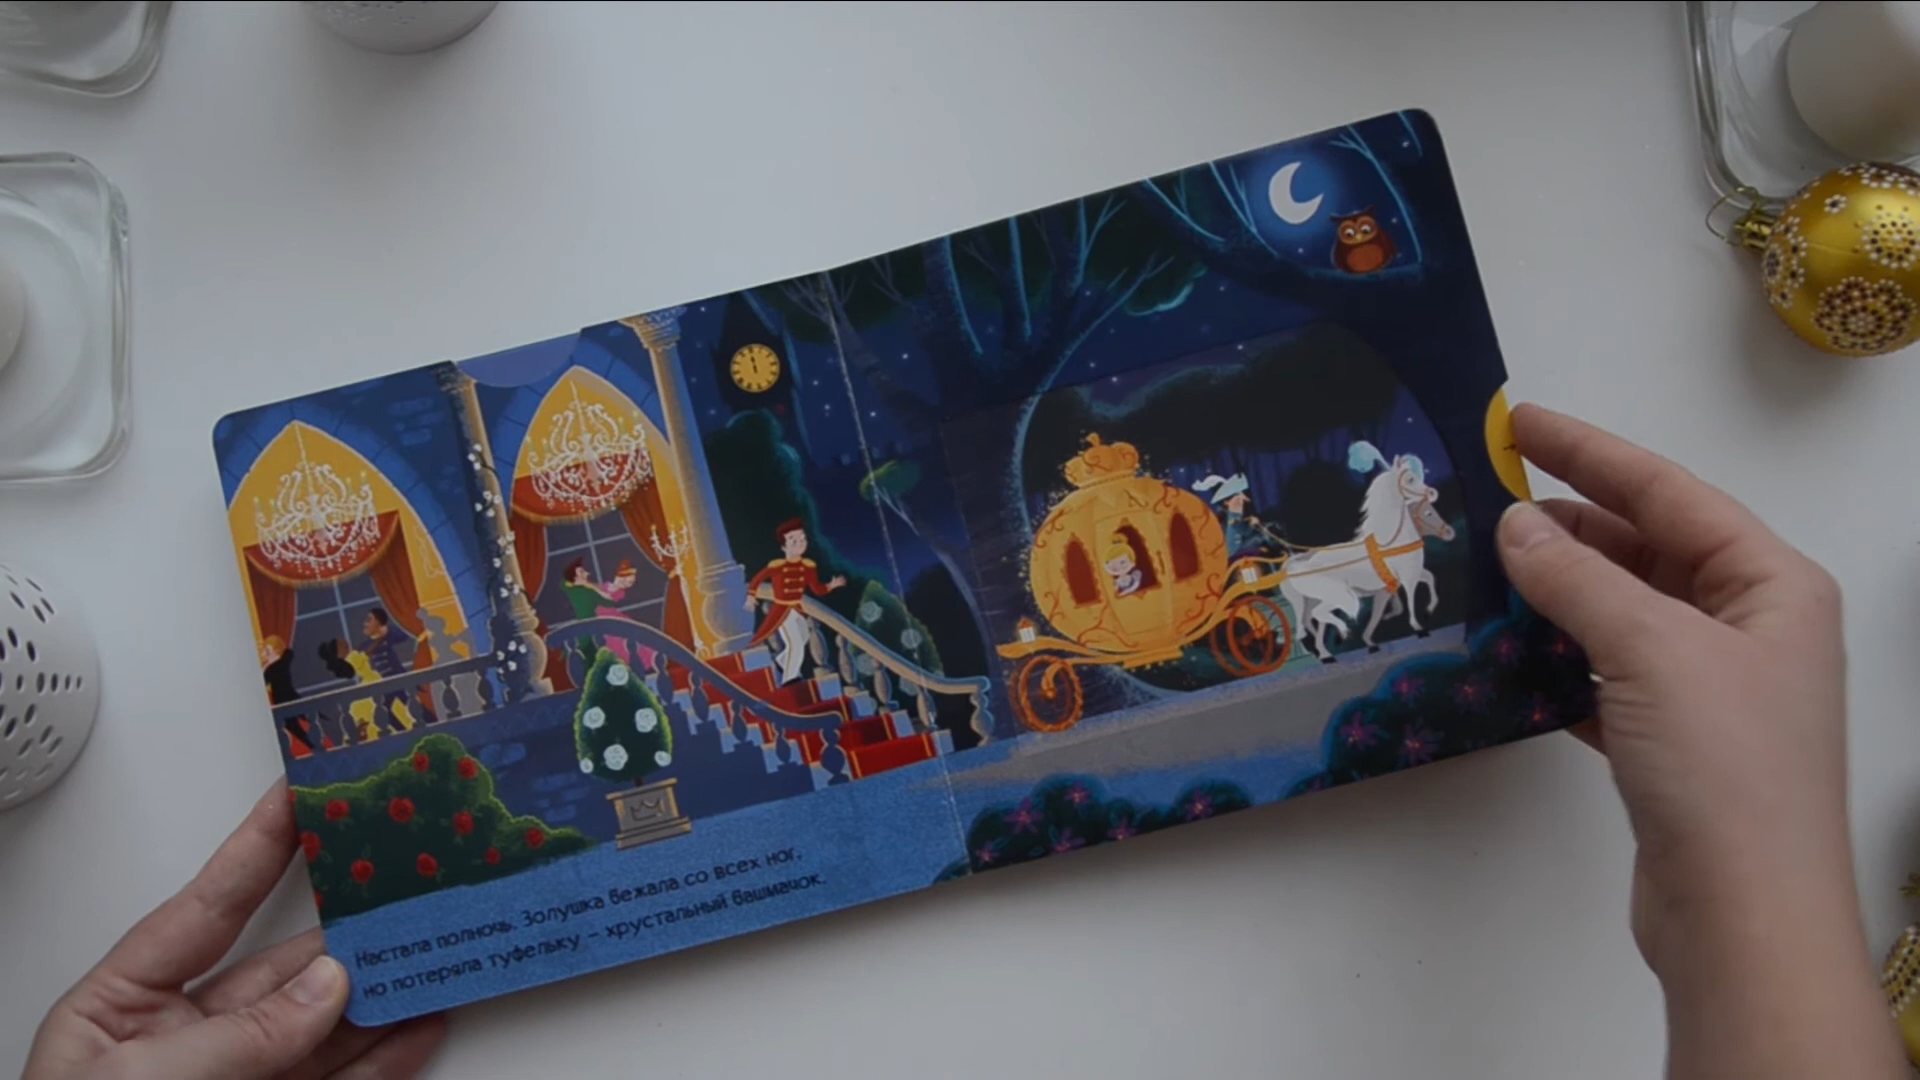 Настала полночь. Золушка бежала со всех ног,
но потеряла туфельку – хрустальный башмачок.